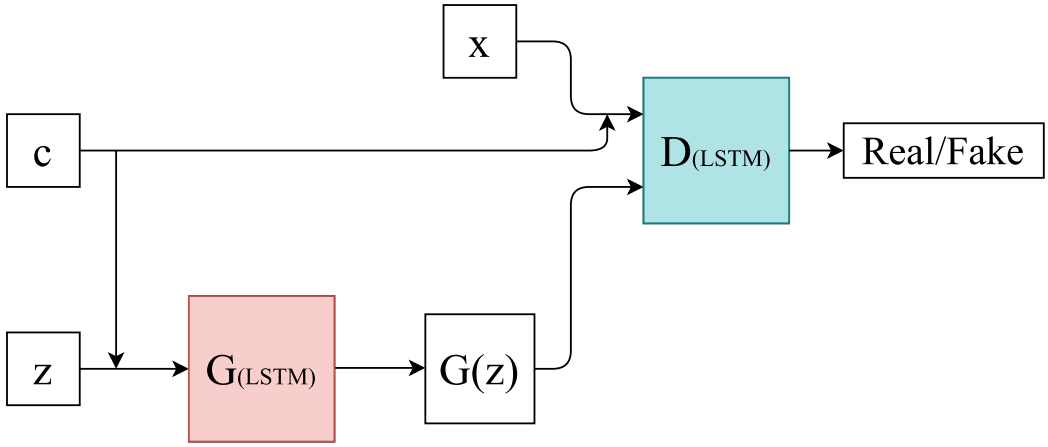 x
c
D(LSTM)
Real/Fake
z
G(LSTM)
G(z)